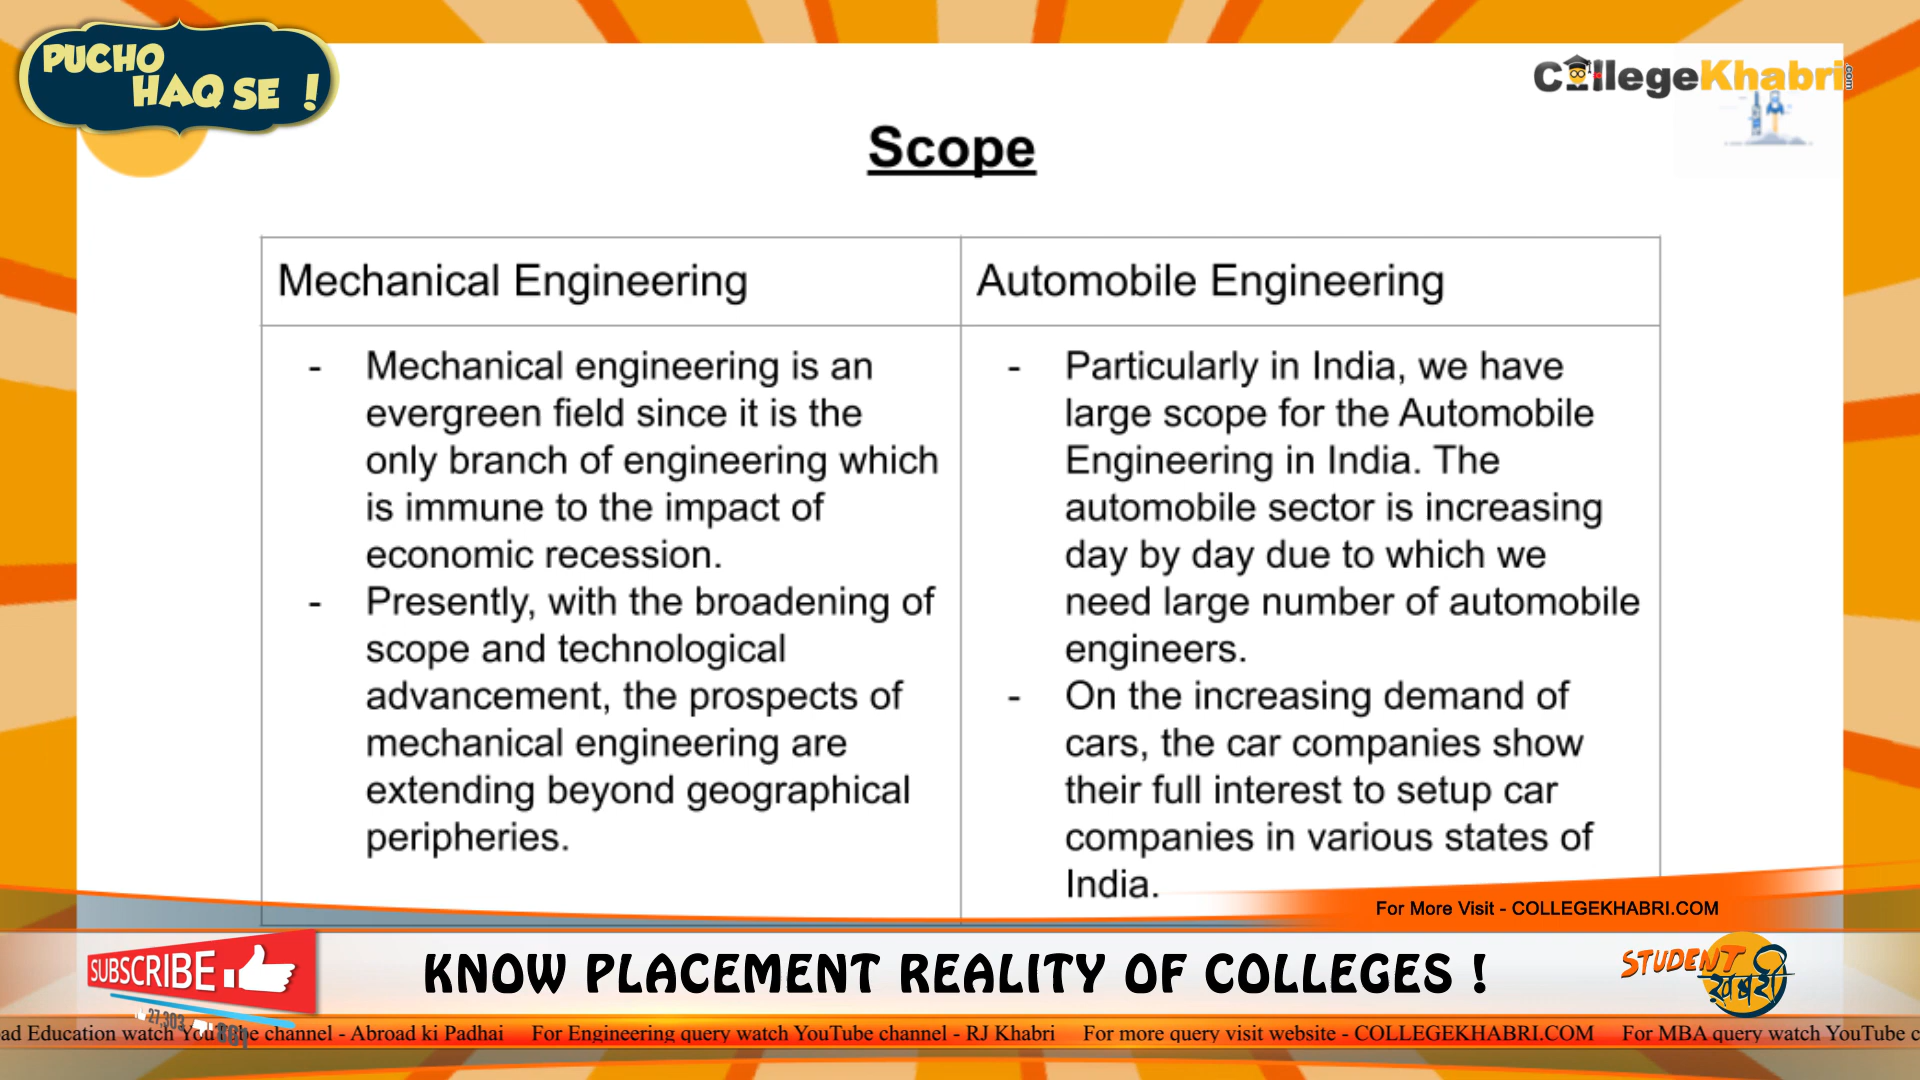 PUCHO
HAQ SE !
CollegeKhabri.com
Scope
Mechanical Engineering
- Mechanical engineering is an
evergreen field since it is the
only branch of engineering which
is immune to the impact of
economic recession.
- Presently, with the broadening of
scope and technological
advancement, the prospects of
mechanical engineering are
extending beyond geographical
peripheries.
Automobile Engineering
- Particularly in India, we have
large scope for the Automobile
Engineering in India. The
automobile sector is increasing
day by day due to which we
need large number of automobile
engineers.
- On the increasing demand of
cars, the car companies show
their full interest to setup car
companies in various states of
India.
For More Visit - COLLEGEKHABRI.COM
SUBSCRIBE
KNOW PLACEMENT REALITY OF COLLEGES !
STUDENT
ख़बरी
27,303
ad Education watch YouTube channel - Abroad ki Padhai For Engineering query watch YouTube channel - RJ Khabri For more query visit website - COLLEGEKHABRI.COM For MBA query watch YouTube c